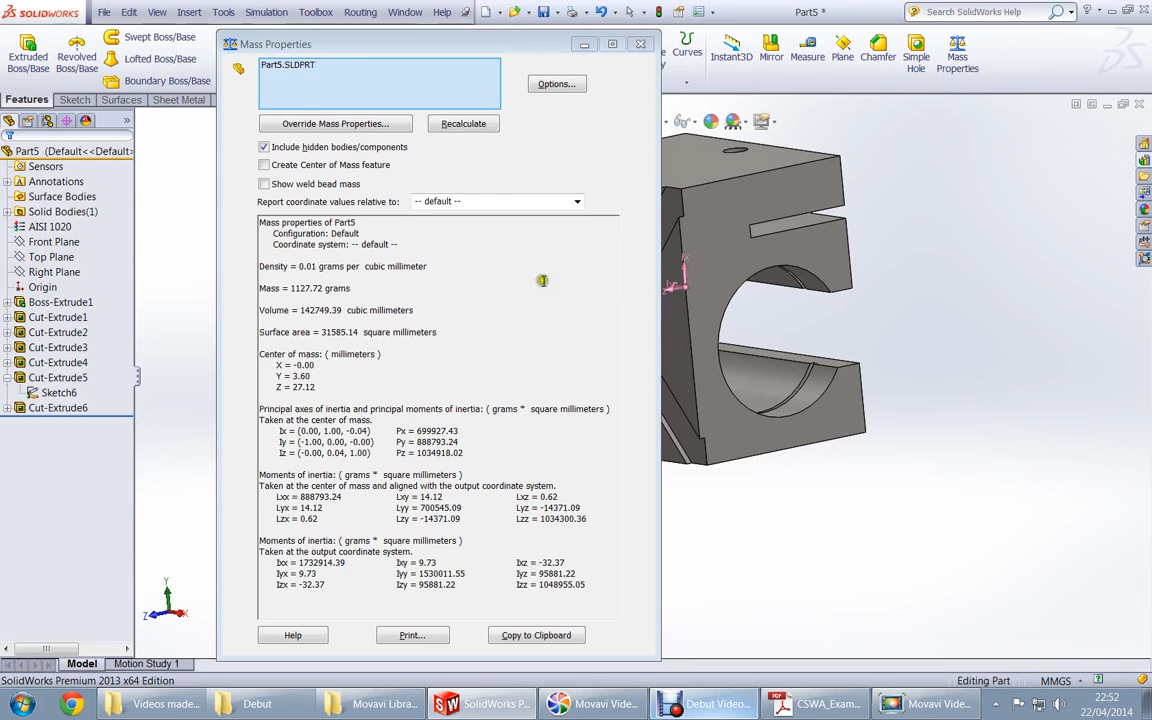 SOLIDWORKS
File Edit View Insert Tools Simulation Toolbox Routing Window Help
Part5 *
Search SolidWorks Help
Extruded Boss/Base
Revolved Boss/Base
Swept Boss/Base
Lofted Boss/Base
Boundary Boss/Base
Curves
Instant3D
Mirror
Measure
Plane
Chamfer
Simple Hole
Mass Properties
Features Sketch Surfaces Sheet Metal
Part5 (Default<<Default>
Sensors
Annotations
Surface Bodies
Solid Bodies(1)
AISI 1020
Front Plane
Top Plane
Right Plane
Origin
Boss-Extrude1
Cut-Extrude1
Cut-Extrude2
Cut-Extrude3
Cut-Extrude4
Cut-Extrude5
Sketch6
Cut-Extrude6
Mass Properties
Part5.SLDPRT
Options...
Override Mass Properties...
Recalculate
Include hidden bodies/components
Create Center of Mass feature
Show weld bead mass
Report coordinate values relative to: -- default --
Mass properties of Part5
Configuration: Default
Coordinate system: -- default --
Density = 0.01 grams per cubic millimeter
Mass = 1127.72 grams
Volume = 142749.39 cubic millimeters
Surface area = 31585.14 square millimeters
Center of mass: ( millimeters )
X = -0.00
Y = 3.60
Z = 27.12
Principal axes of inertia and principal moments of inertia: ( grams * square millimeters )
Taken at the center of mass.
Ix = (0.00, 1.00, -0.04) Px = 699927.43
Iy = (-1.00, 0.00, -0.00) Py = 888793.24
Iz = (-0.00, 0.04, 1.00) Pz = 1034918.02
Moments of inertia: ( grams * square millimeters )
Taken at the center of mass and aligned with the output coordinate system.
Lxx = 888793.24 Lxy = 14.12 Lxz = 0.62
Lyx = 14.12 Lyy = 700545.09 Lyz = -14371.09
Lzx = 0.62 Lzy = -14371.09 Lzz = 1034300.36
Moments of inertia: ( grams * square millimeters )
Taken at the output coordinate system.
Ixx = 1732914.39 Ixy = 9.73 Ixz = -32.37
Iyx = 9.73 Iyy = 1530011.55 Iyz = 95881.22
Izx = -32.37 Izy = 95881.22 Izz = 1048955.05
Help
Print...
Copy to Clipboard
Y
Z
X
Model Motion Study 1
SolidWorks Premium 2013 x64 Edition
Editing Part MMGS
Videos made...
Debut
Movavi Libra...
SolidWorks P...
Movavi Vide...
Debut Video...
CSWA_Exam...
Movavi Vide...
22:52
22/04/2014